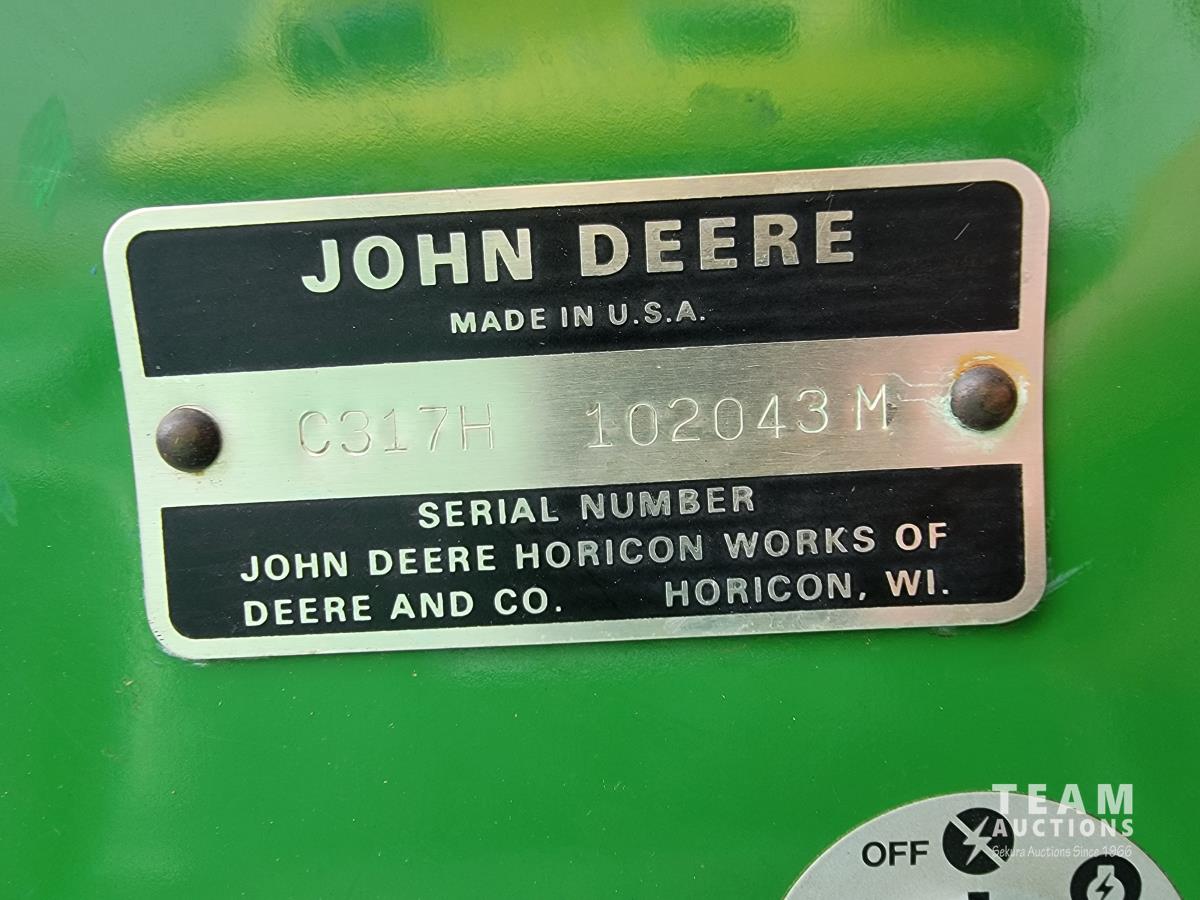 JOHN DEERE
MADE IN U.S.A.
C317H 102043 M
SERIAL NUMBER
JOHN DEERE HORICON WORKS OF
DEERE AND CO. HORICON, WI.
TEAM
AUCTIONS
Sekura Auctions Since 1966
OFF